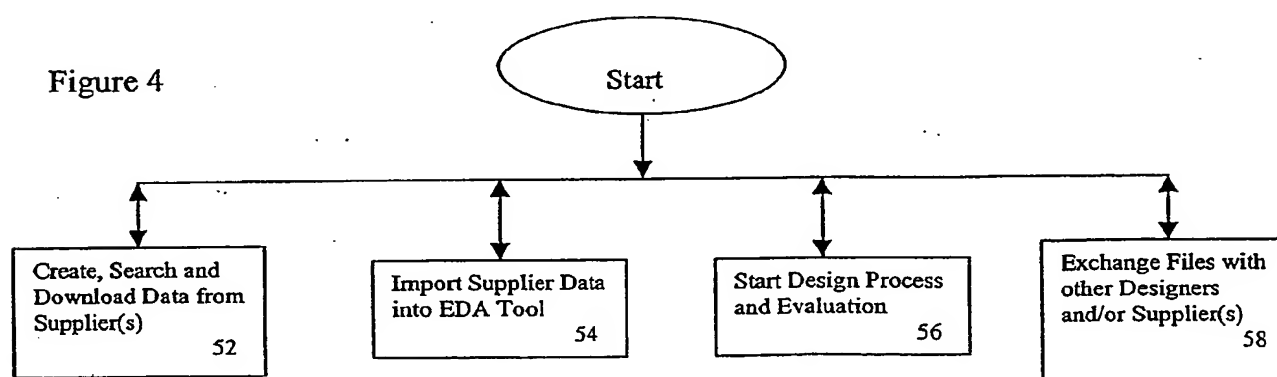 Figure 4
Start
Create, Search and
Download Data from
Supplier(s)
52
Import Supplier Data
into EDA Tool
54
Start Design Process
and Evaluation
56
Exchange Files with
other Designers
and/or Supplier(s)
58